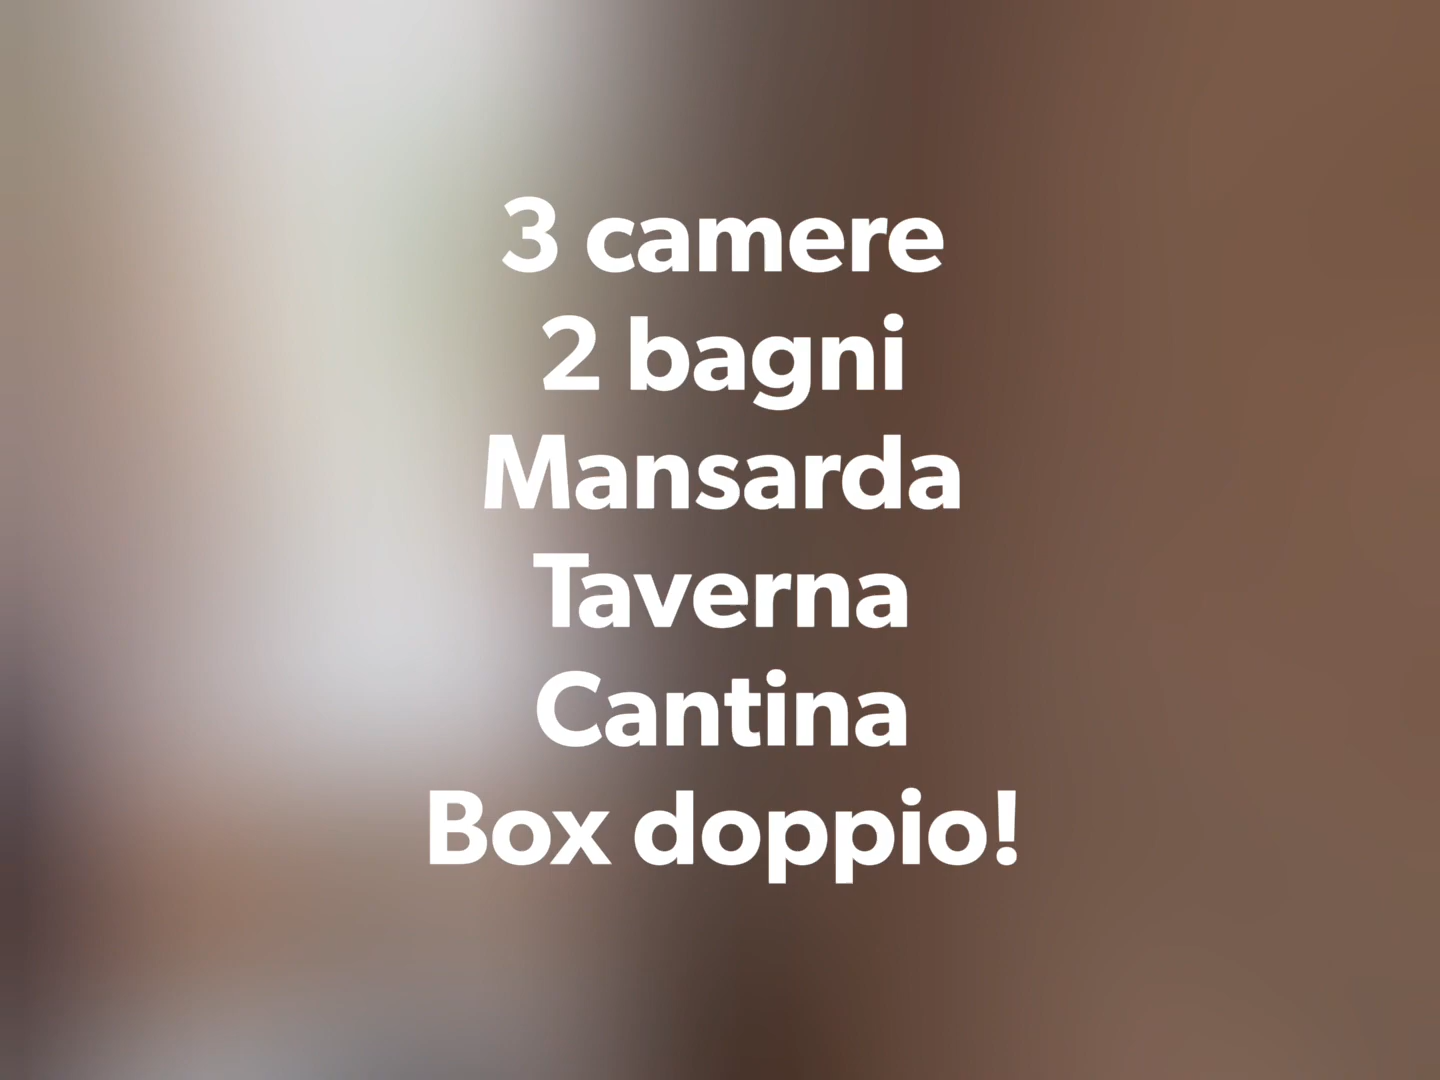 3 camere
2 bagni
Mansarda
Taverna
Cantina
Box doppio!